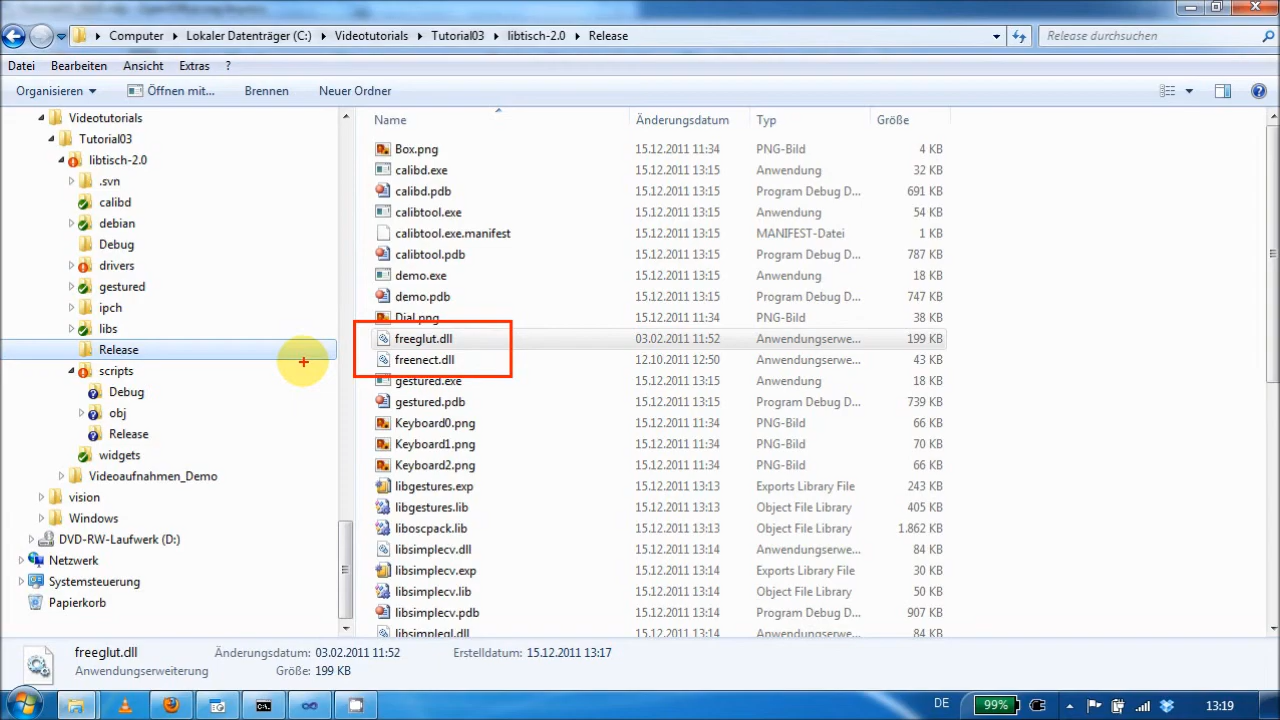 Computer Lokaler Datenträger (C:) Videotutorials Tutorial03 libtisch-2.0 Release
Release durchsuchen
Datei Bearbeiten Ansicht Extras ?
Organisieren Öffnen mit... Brennen Neuer Ordner
Videotutorials
Tutorial03
libtisch-2.0
.svn
calibd
debian
Debug
drivers
gestured
ipch
libs
Release
scripts
Debug
obj
Release
widgets
Videoaufnahmen_Demo
vision
Windows
DVD-RW-Laufwerk (D:)
Netzwerk
Systemsteuerung
Papierkorb
Name Änderungsdatum Typ Größe
Box.png 15.12.2011 11:34 PNG-Bild 4 KB
calibd.exe 15.12.2011 13:15 Anwendung 32 KB
calibd.pdb 15.12.2011 13:15 Program Debug D... 691 KB
calibtool.exe 15.12.2011 13:15 Anwendung 54 KB
calibtool.exe.manifest 15.12.2011 13:15 MANIFEST-Datei 1 KB
calibtool.pdb 15.12.2011 13:15 Program Debug D... 787 KB
demo.exe 15.12.2011 13:15 Anwendung 18 KB
demo.pdb 15.12.2011 13:15 Program Debug D... 747 KB
Dial.png 15.12.2011 11:34 PNG-Bild 38 KB
freeglut.dll 03.02.2011 11:52 Anwendungserwe... 199 KB
freenect.dll 12.10.2011 12:50 Anwendungserwe... 43 KB
gestured.exe 15.12.2011 13:15 Anwendung 18 KB
gestured.pdb 15.12.2011 13:15 Program Debug D... 739 KB
Keyboard0.png 15.12.2011 11:34 PNG-Bild 66 KB
Keyboard1.png 15.12.2011 11:34 PNG-Bild 70 KB
Keyboard2.png 15.12.2011 11:34 PNG-Bild 66 KB
libgestures.exp 15.12.2011 13:13 Exports Library File 243 KB
libgestures.lib 15.12.2011 13:13 Object File Library 405 KB
liboscpack.lib 15.12.2011 13:13 Object File Library 1.862 KB
libsimplecv.dll 15.12.2011 13:14 Anwendungserwe... 84 KB
libsimplecv.exp 15.12.2011 13:14 Exports Library File 30 KB
libsimplecv.lib 15.12.2011 13:14 Object File Library 50 KB
libsimplecv.pdb 15.12.2011 13:14 Program Debug D... 907 KB
libsimplegl.dll 15.12.2011 13:14 Anwendungserwe... 84 KB
freeglut.dll Änderungsdatum: 03.02.2011 11:52 Erstelldatum: 15.12.2011 13:17
Anwendungserweiterung Größe: 199 KB
DE 99% 13:19